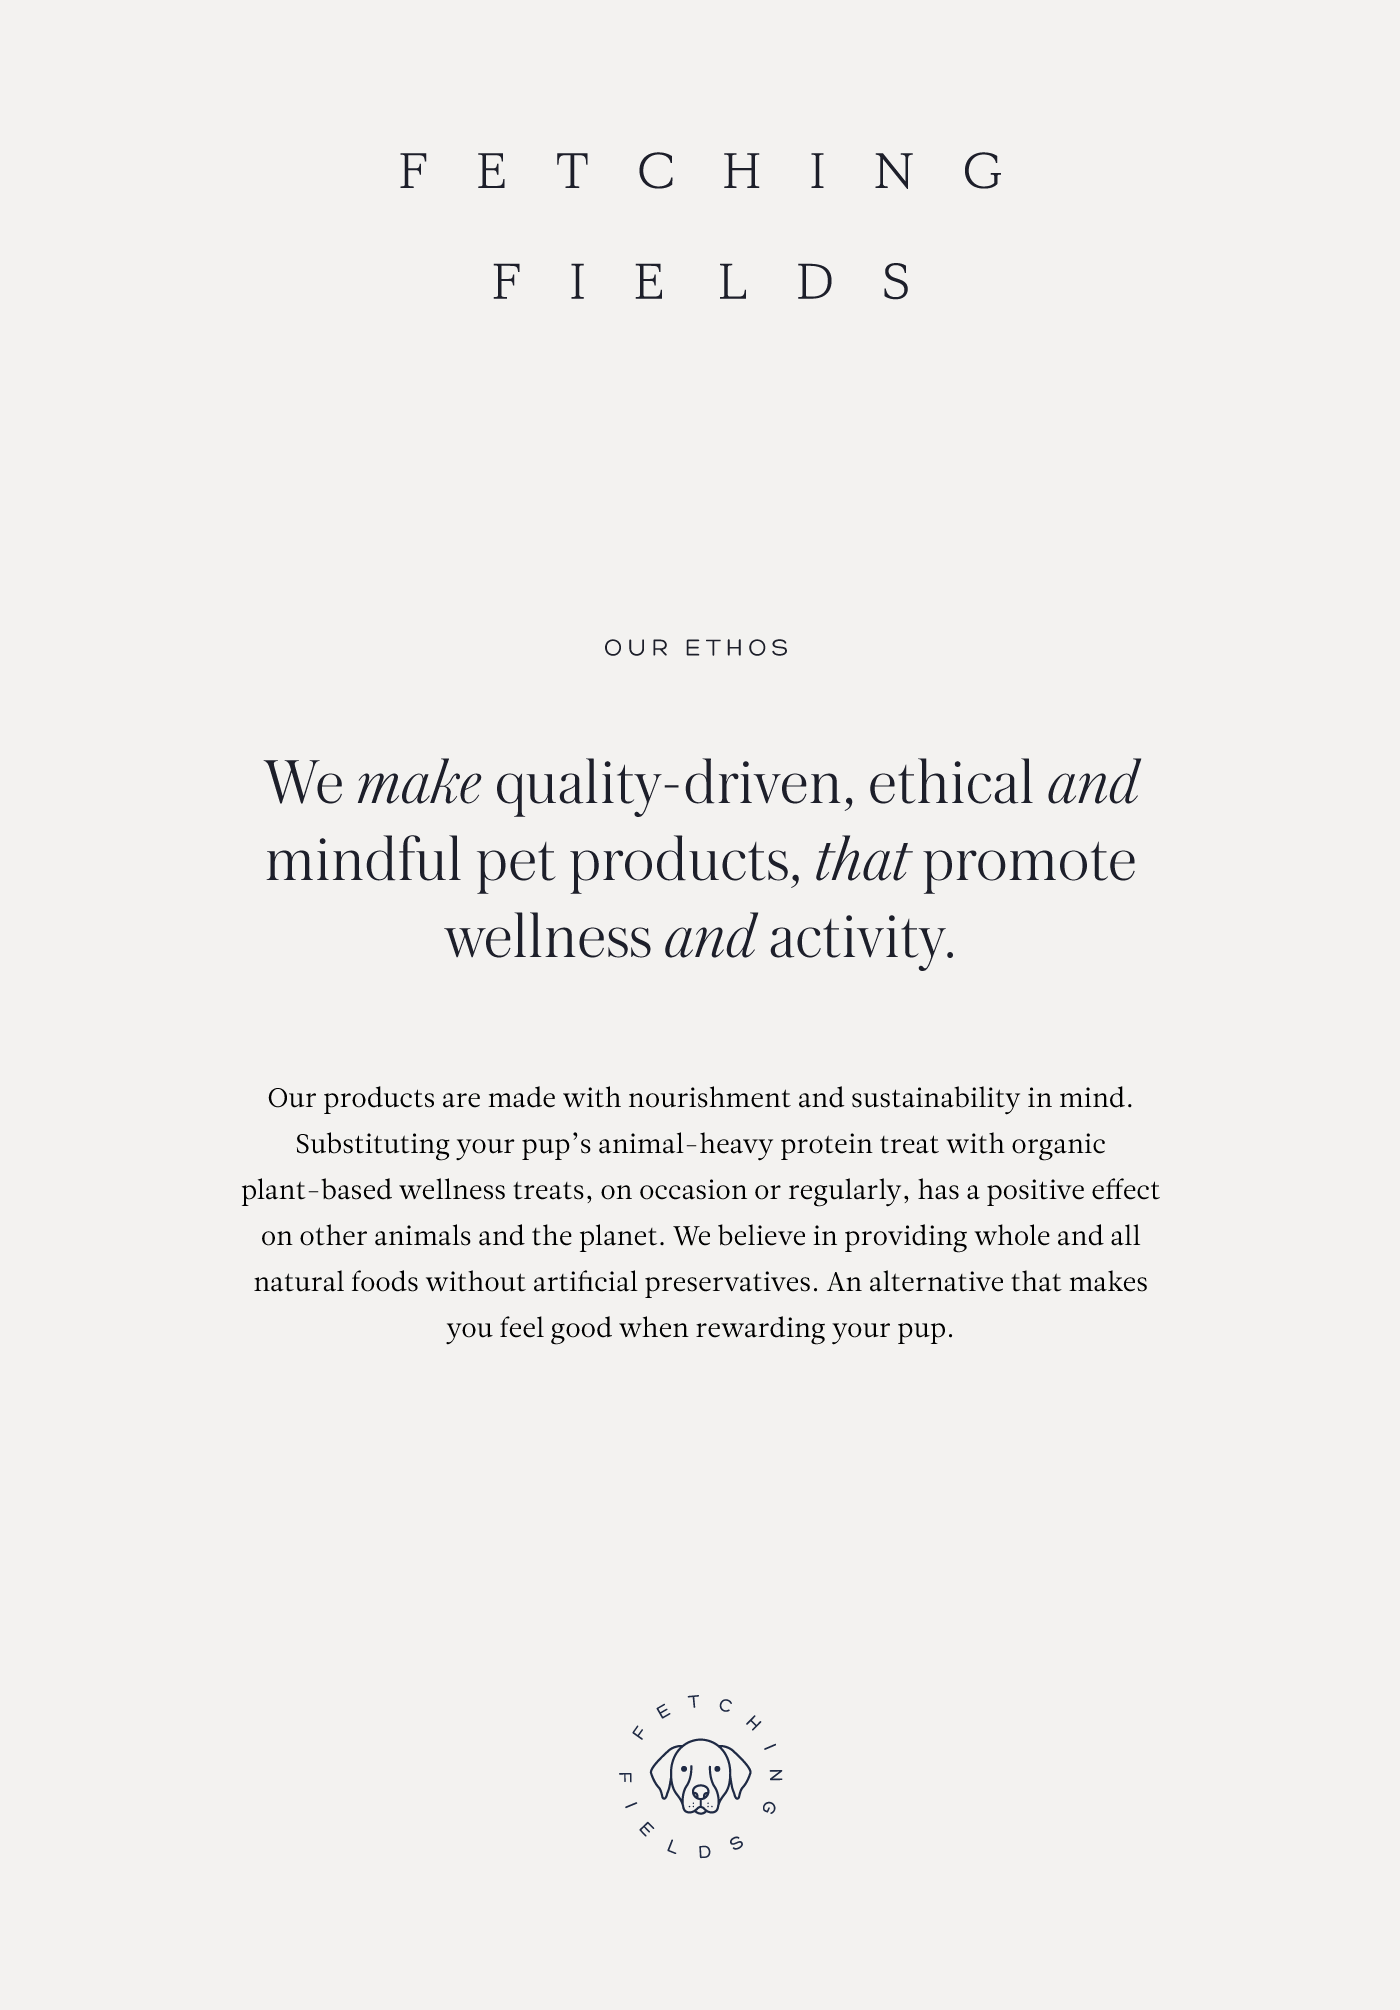 FETCHING
FIELDS
OUR ETHOS
We make quality-driven, ethical and
mindful pet products, that promote
wellness and activity.
Our products are made with nourishment and sustainability in mind.
Substituting your pup’s animal-heavy protein treat with organic
plant-based wellness treats, on occasion or regularly, has a positive effect
on other animals and the planet. We believe in providing whole and all
natural foods without artificial preservatives. An alternative that makes
you feel good when rewarding your pup.
FETCHING
FIELDS